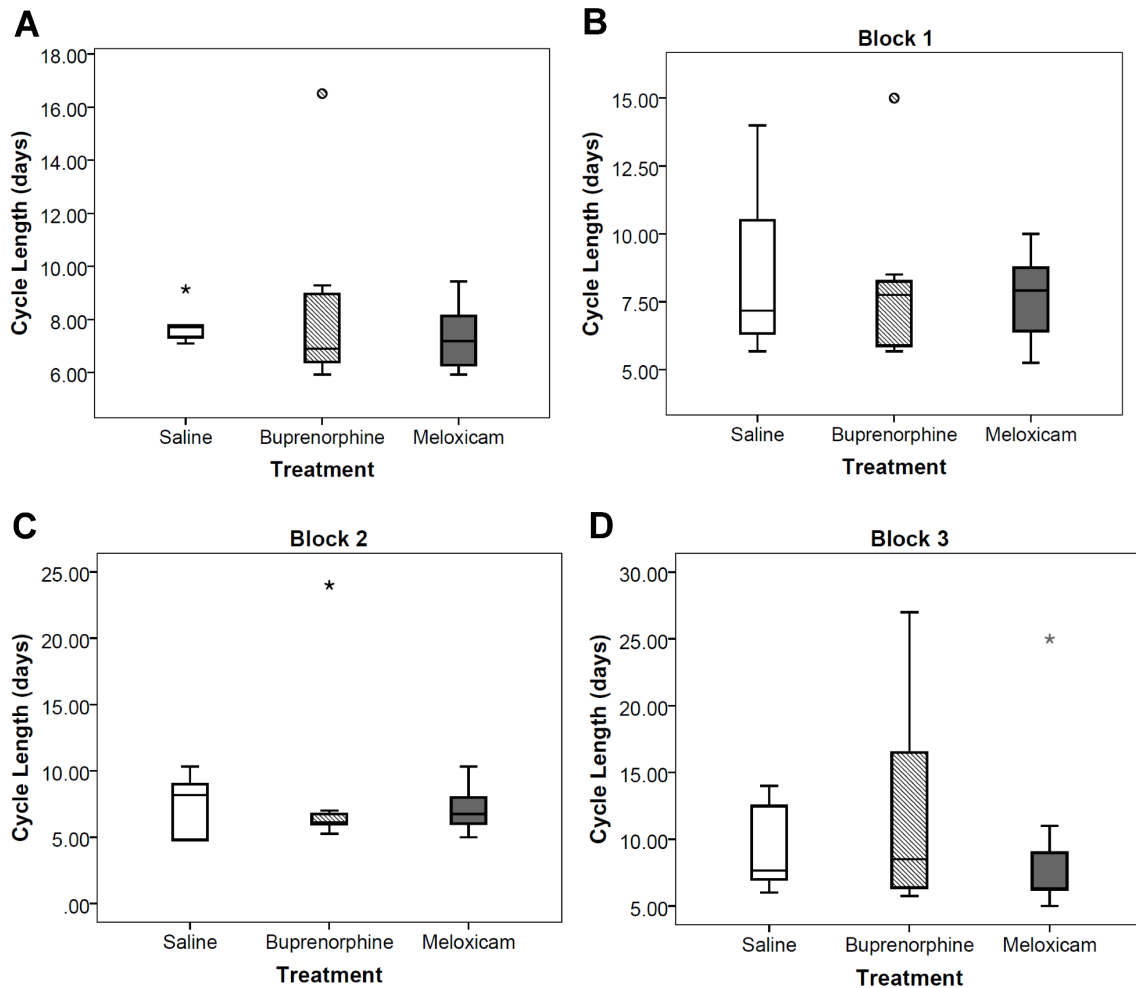 A
Cycle Length (days)
18.00
16.00
14.00
12.00
10.00
8.00
6.00
*
Saline Buprenorphine Meloxicam
Treatment
B
Block 1
Cycle Length (days)
15.00
12.50
10.00
7.50
5.00
Saline Buprenorphine Meloxicam
Treatment
C
Block 2
Cycle Length (days)
25.00
20.00
15.00
10.00
5.00
.00
*
Saline Buprenorphine Meloxicam
Treatment
D
Block 3
Cycle Length (days)
30.00
25.00
20.00
15.00
10.00
5.00
*
Saline Buprenorphine Meloxicam
Treatment